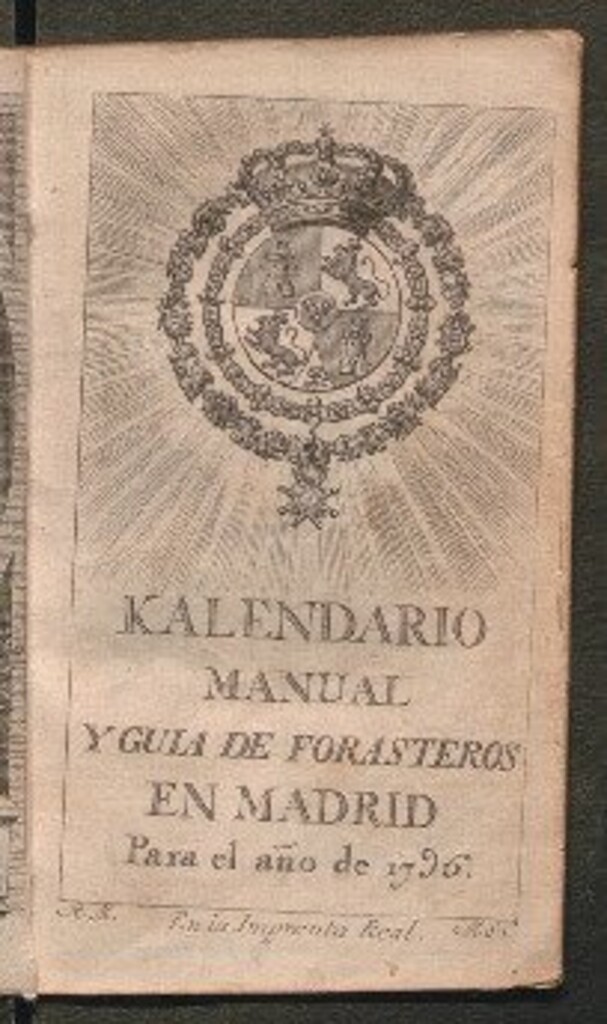 KALENDARIO
MANUAL
Y GUIA DE FORASTEROS
EN MADRID
Para el año de 1796.
En la Imprenta Real.